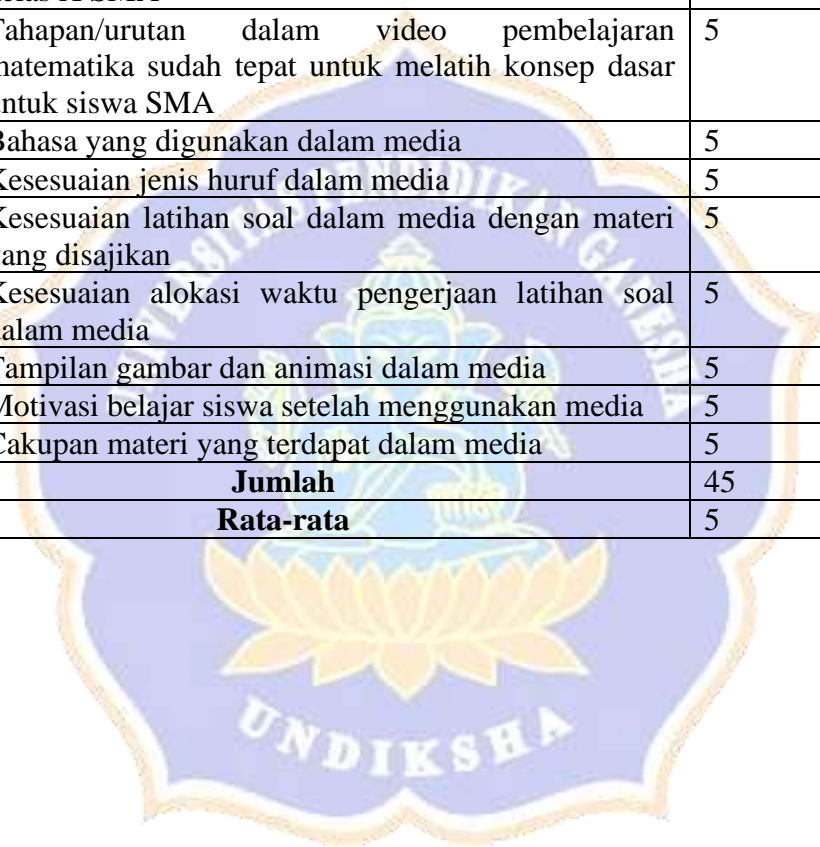 Tahapan/urutan dalam video pembelajaran 5
matematika sudah tepat untuk melatih konsep dasar
untuk siswa SMA
Bahasa yang digunakan dalam media 5
Kesesuaian jenis huruf dalam media 5
Kesesuaian latihan soal dalam media dengan materi 5
yang disajikan
Kesesuaian alokasi waktu pengerjaan latihan soal 5
dalam media
Tampilan gambar dan animasi dalam media 5
Motivasi belajar siswa setelah menggunakan media 5
Cakupan materi yang terdapat dalam media 5
Jumlah 45
Rata-rata 5
UNIVERSITAS PENDIDIKAN GANESHA
UNDIKSHA